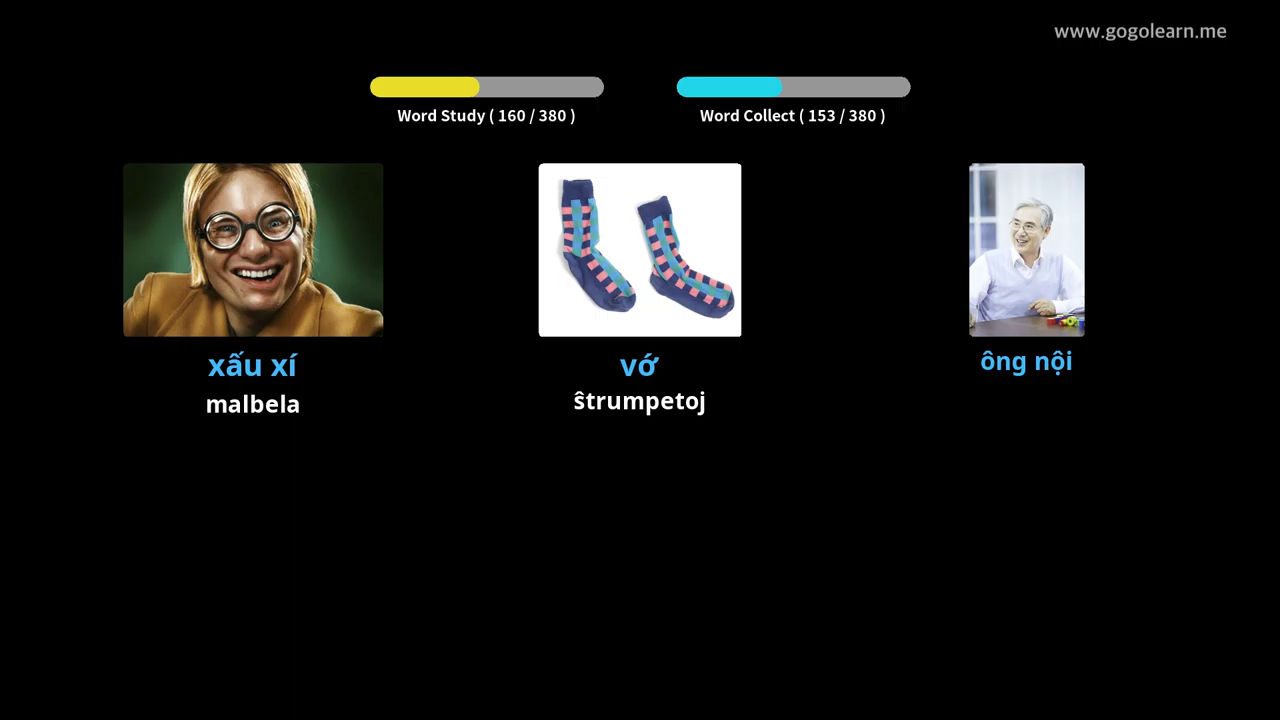 www.gogolearn.me
Word Study ( 160 / 380 )
Word Collect ( 153 / 380 )
xấu xí
vớ
ông nội
malbela
ŝtrumpetoj